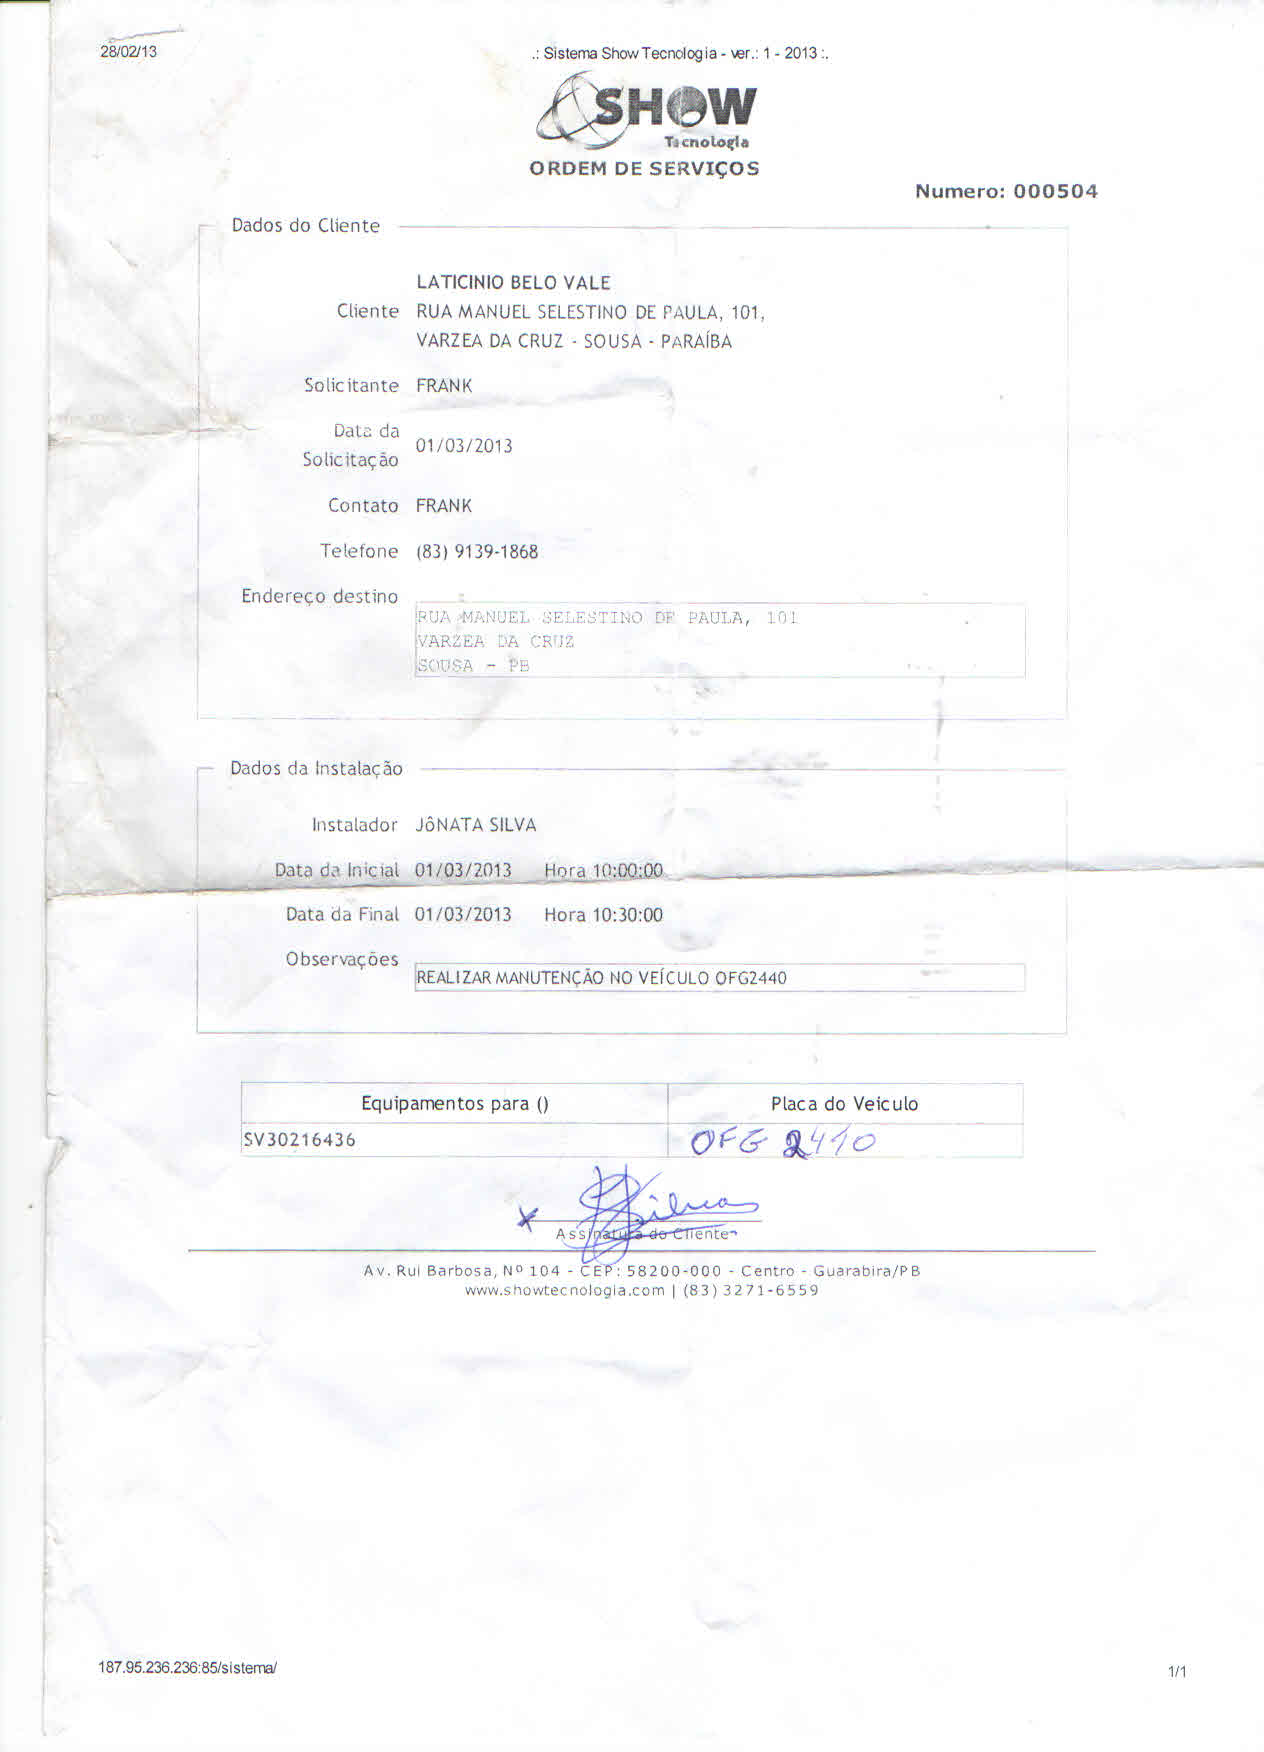 28/02/13
.: Sistema Show Tecnologia - ver.: 1 - 2013 :.
SHOW
Tecnologia
ORDEM DE SERVIÇOS
Numero: 000504
Dados do Cliente
LATICINIO BELO VALE
Cliente RUA MANUEL SELESTINO DE PAULA, 101,
VARZEA DA CRUZ - SOUSA - PARAÍBA
Solicitante FRANK
Data da
Solicitação 01/03/2013
Contato FRANK
Telefone (83) 9139-1868
Endereço destino
RUA MANUEL SELESTINO DE PAULA, 101
VARZEA DA CRUZ
SOUSA - PB
Dados da Instalação
Instalador JôNATA SILVA
Data da Inicial 01/03/2013 Hora 10:00:00
Data da Final 01/03/2013 Hora 10:30:00
Observações
REALIZAR MANUTENÇÃO NO VEÍCULO OFG2440
Equipamentos para () Placa do Veiculo
SV30216436 OFG 2410
x Silva
Assinatura do Cliente
Av. Rui Barbosa, Nº 104 - CEP: 58200-000 - Centro - Guarabira/PB
www.showtecnologia.com | (83) 3271-6559
187.95.236.236:85/sistema/ 1/1